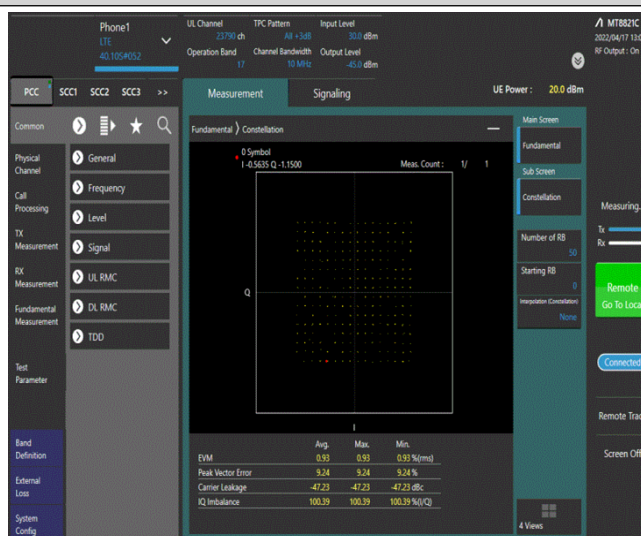 Phone1
LTE
40.105#052
UL Channel
23790 ch
TPC Pattern
All +3dB
Input Level
30.0 dBm
Operation Band
17
Channel Bandwidth
10 MHz
Output Level
-45.0 dBm
MT8821C
2022/04/17 13:0
RF Output : On
PCC SCC1 SCC2 SCC3 >>
Measurement Signaling
UE Power : 20.0 dBm
Common
Physical
Channel
Call
Processing
TX
Measurement
RX
Measurement
Fundamental
Measurement
Test
Parameter
Band
Definition
External
Loss
System
Config
General
Frequency
Level
Signal
UL RMC
DL RMC
TDD
Fundamental 〉 Constellation
0 Symbol
I -0.5635 Q -1.1500 Meas. Count : 1/ 1
Q
I
Avg. Max. Min.
EVM 0.93 0.93 0.93 %(rms)
Peak Vector Error 9.24 9.24 9.24 %
Carrier Leakage -47.23 -47.23 -47.23 dBc
IQ Imbalance 100.39 100.39 100.39 %(I/Q)
Main Screen
Fundamental
Sub Screen
Constellation
Number of RB
50
Starting RB
0
Interpolation (Constellation)
None
4 Views
Measuring.
Tx
Rx
Remote
Go To Loca
Connected
Remote Trac
Screen Off